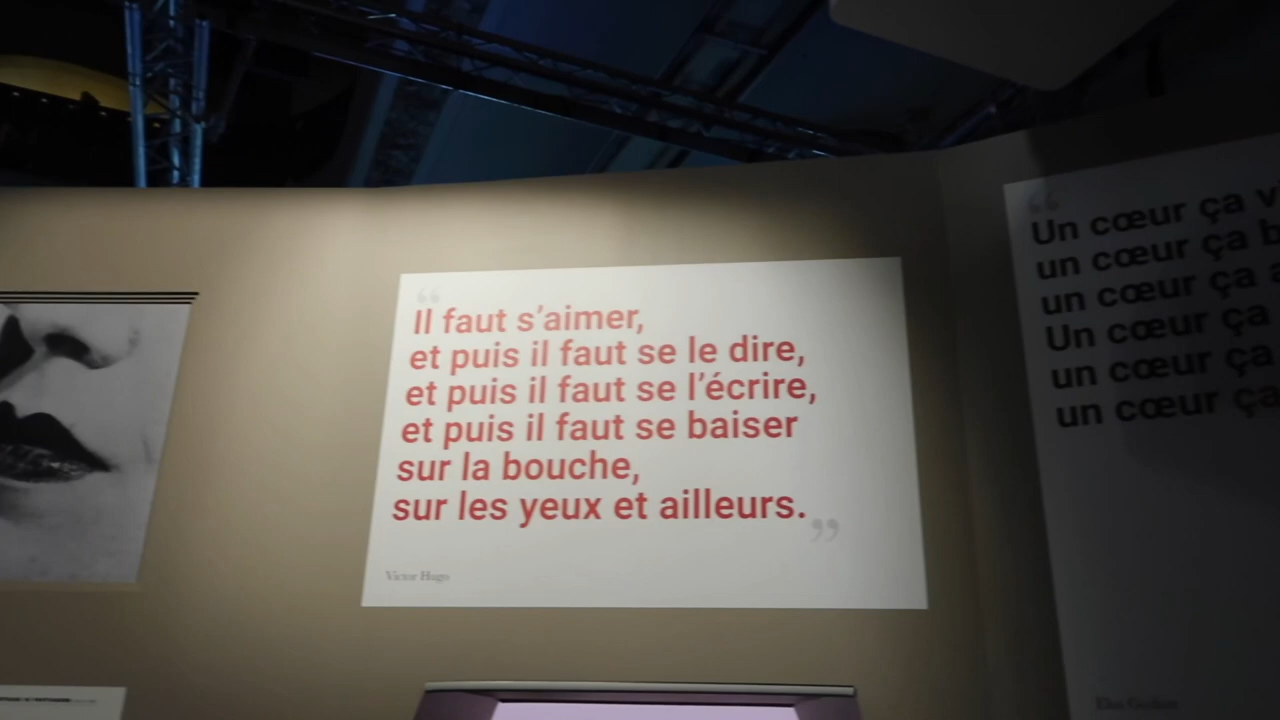 “
Il faut s’aimer,
et puis il faut se le dire,
et puis il faut se l’écrire,
et puis il faut se baiser
sur la bouche,
sur les yeux et ailleurs.
”
Victor Hugo
“
Un cœur ça
un cœur ça
un cœur ça
Un cœur ça
un cœur ça
un cœur ça